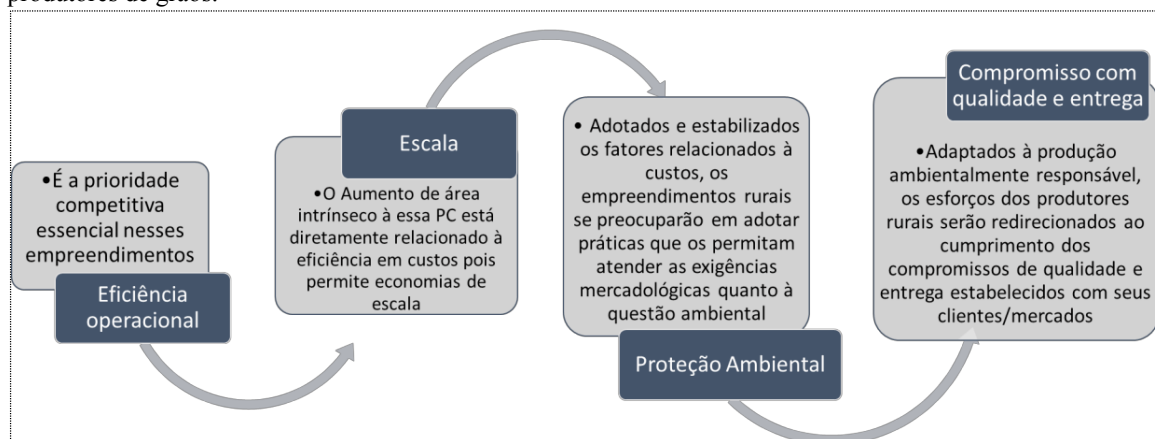 produtores de grãos.
•É a prioridade
competitiva
essencial nesses
empreendimentos
Eficiência
operacional
Escala
•O Aumento de área
intrínseco à essa PC está
diretamente relacionado à
eficiência em custos pois
permite economias de
escala
• Adotados e estabilizados
os fatores relacionados à
custos, os
empreendimentos rurais
se preocuparão em adotar
práticas que os permitam
atender as exigências
mercadológicas quanto à
questão ambiental
Proteção Ambiental
Compromisso com
qualidade e entrega
•Adaptados à produção
ambientalmente responsável,
os esforços dos produtores
rurais serão redirecionados ao
cumprimento dos
compromissos de qualidade e
entrega estabelecidos com seus
clientes/mercados